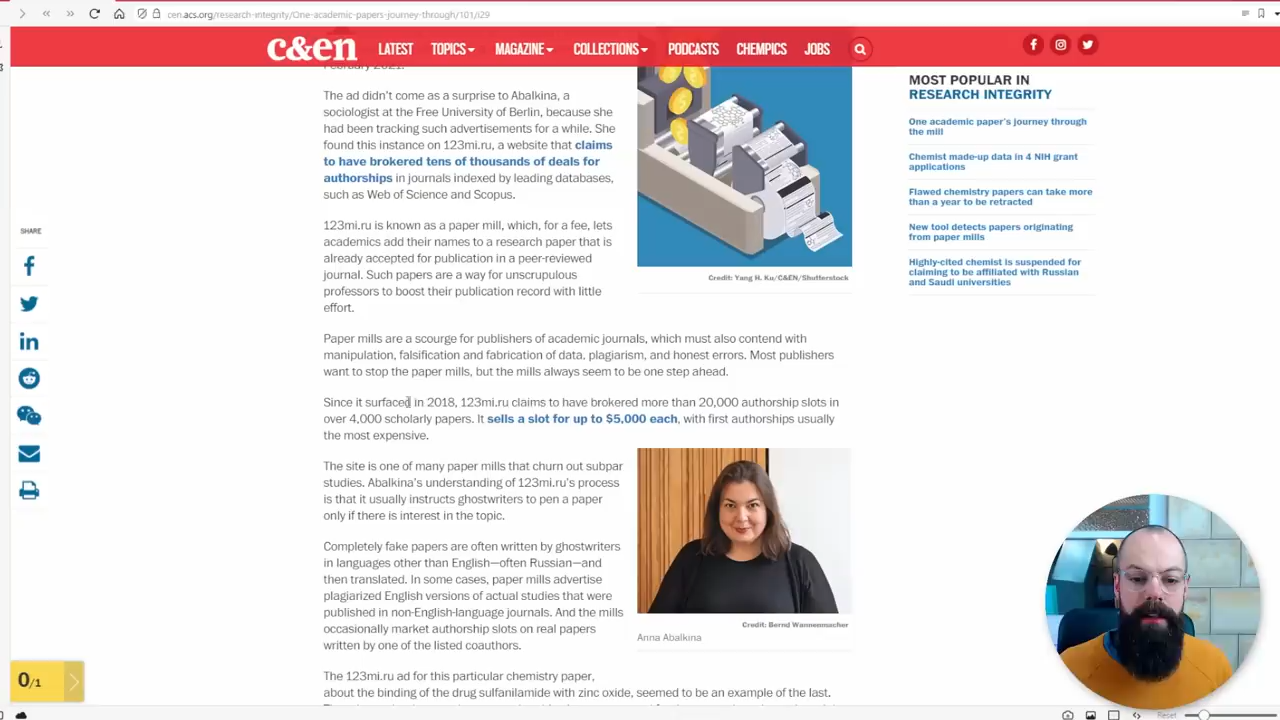 cen.acs.org/research-integrity/One-academic-papers-journey-through/101/i29
c&en
LATEST
TOPICS
MAGAZINE
COLLECTIONS
PODCASTS
CHEMPICS
JOBS
February 2021.
The ad didn't come as a surprise to Abalkina, a
sociologist at the Free University of Berlin, because she
had been tracking such advertisements for a while. She
found this instance on 123mi.ru, a website that claims
to have brokered tens of thousands of deals for
authorships in journals indexed by leading databases,
such as Web of Science and Scopus.
123mi.ru is known as a paper mill, which, for a fee, lets
academics add their names to a research paper that is
already accepted for publication in a peer-reviewed
journal. Such papers are a way for unscrupulous
professors to boost their publication record with little
effort.
Credit: Yang H. Ku/C&EN/Shutterstock
Paper mills are a scourge for publishers of academic journals, which must also contend with
manipulation, falsification and fabrication of data, plagiarism, and honest errors. Most publishers
want to stop the paper mills, but the mills always seem to be one step ahead.
Since it surfaced in 2018, 123mi.ru claims to have brokered more than 20,000 authorship slots in
over 4,000 scholarly papers. It sells a slot for up to $5,000 each, with first authorships usually
the most expensive.
The site is one of many paper mills that churn out subpar
studies. Abalkina's understanding of 123mi.ru's process
is that it usually instructs ghostwriters to pen a paper
only if there is interest in the topic.
Completely fake papers are often written by ghostwriters
in languages other than English—often Russian—and
then translated. In some cases, paper mills advertise
plagiarized English versions of actual studies that were
published in non-English-language journals. And the mills
occasionally market authorship slots on real papers
written by one of the listed coauthors.
Credit: Bernd Wannenmacher
Anna Abalkina
The 123mi.ru ad for this particular chemistry paper,
about the binding of the drug sulfanilamide with zinc oxide, seemed to be an example of the last.
MOST POPULAR IN
RESEARCH INTEGRITY
One academic paper's journey through
the mill
Chemist made-up data in 4 NIH grant
applications
Flawed chemistry papers can take more
than a year to be retracted
New tool detects papers originating
from paper mills
Highly-cited chemist is suspended for
claiming to be affiliated with Russian
and Saudi universities
SHARE
0/1
Reset